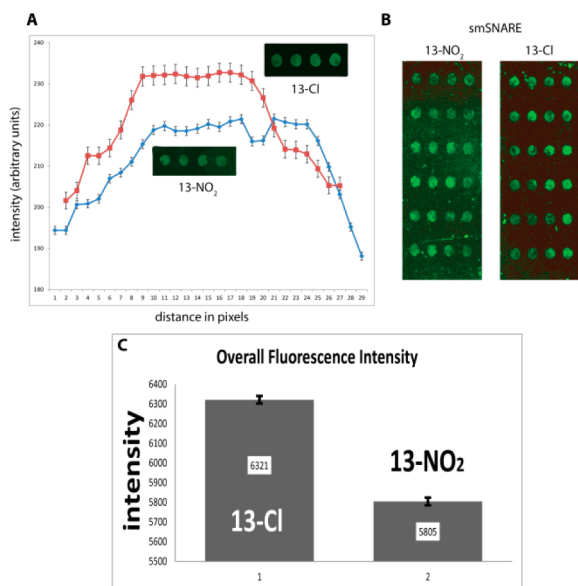 A
240
230
220
210
200
190
180
intensity (arbitrary units)
13-Cl
13-NO₂
1 2 3 4 5 6 7 8 9 10 11 12 13 14 15 16 17 18 19 20 21 22 23 24 25 26 27 28 29
distance in pixels
B
smSNARE
13-NO₂ 13-Cl
C
Overall Fluorescence Intensity
6400
6300
6200
6100
6000
5900
5800
5700
5600
5500
intensity
6321
13-Cl
13-NO₂
5805
1 2